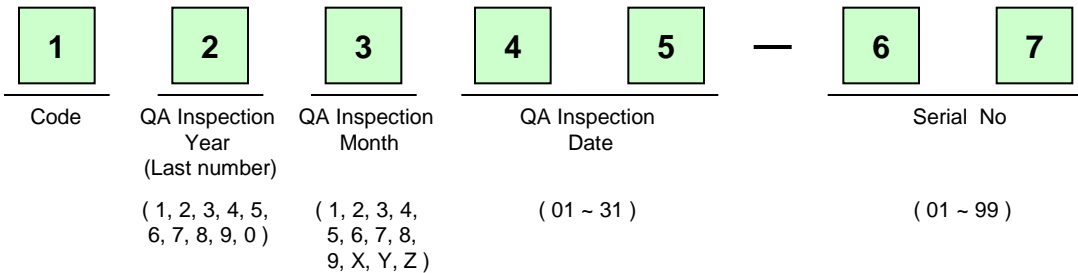 1 2 3 4 5 — 6 7
Code QA Inspection QA Inspection QA Inspection Serial No
Year Month Date
(Last number)
( 1, 2, 3, 4, 5, ( 1, 2, 3, 4, ( 01 ~ 31 ) ( 01 ~ 99 )
6, 7, 8, 9, 0 ) 5, 6, 7, 8,
9, X, Y, Z )